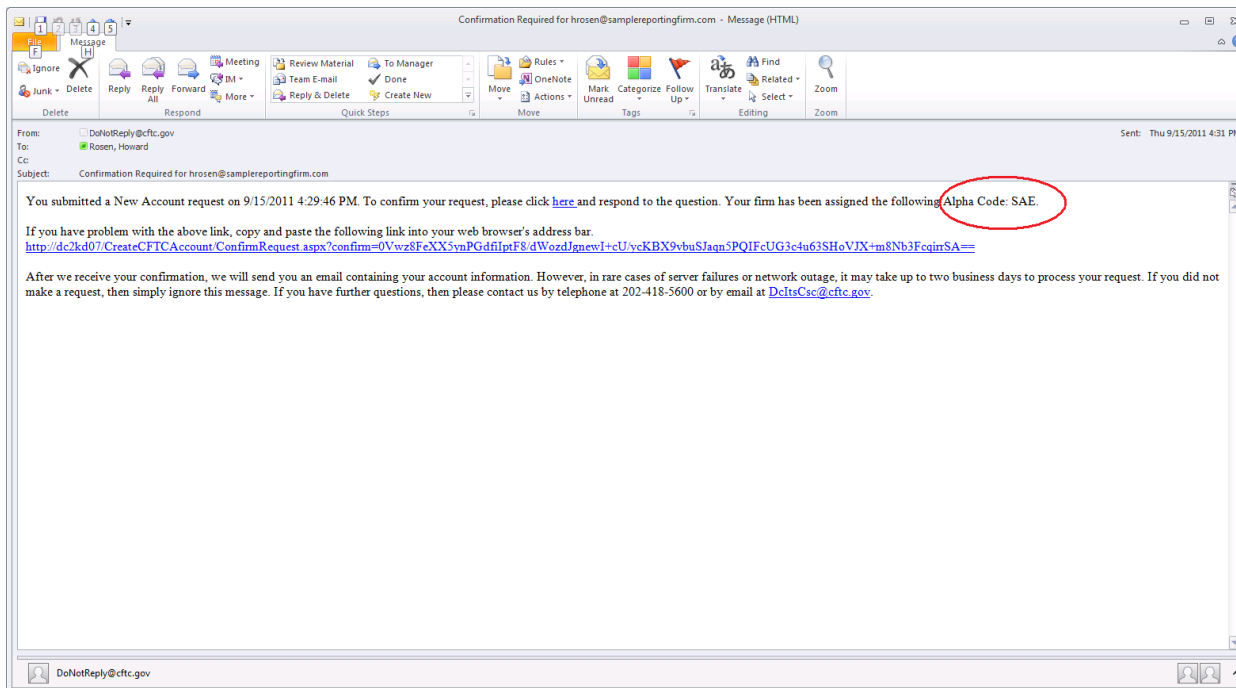 Confirmation Required for hrosen@samplereportingfirm.com - Message (HTML)
1 2 3 4 5
File Message
F H
Ignore Meeting Review Material To Manager Rules Find
IM Team E-mail Done OneNote Related
Junk Delete Reply Reply All Forward More Reply & Delete Create New Move Actions Mark Unread Categorize Follow Up Translate Select Zoom
Delete Respond Quick Steps Move Tags Editing Zoom
From: DoNotReply@cftc.gov Sent: Thu 9/15/2011 4:31 PM
To: Rosen, Howard
Cc:
Subject: Confirmation Required for hrosen@samplereportingfirm.com
You submitted a New Account request on 9/15/2011 4:29:46 PM. To confirm your request, please click here and respond to the question. Your firm has been assigned the following Alpha Code: SAE.
If you have problem with the above link, copy and paste the following link into your web browser's address bar.
http://dc2kd07/CreateCFTCAccount/ConfirmRequest.aspx?confirm=0Vwz8FeXX5ynPGdfiIptF8/dWozdJgnewI+cU/ycKBX9vbuSJaqn5PQIFcUG3c4u63SHoVJX+m8Nb3FcqirrSA==
After we receive your confirmation, we will send you an email containing your account information. However, in rare cases of server failures or network outage, it may take up to two business days to process your request. If you did not
make a request, then simply ignore this message. If you have further questions, then please contact us by telephone at 202-418-5600 or by email at DcItsCsc@cftc.gov.
DoNotReply@cftc.gov